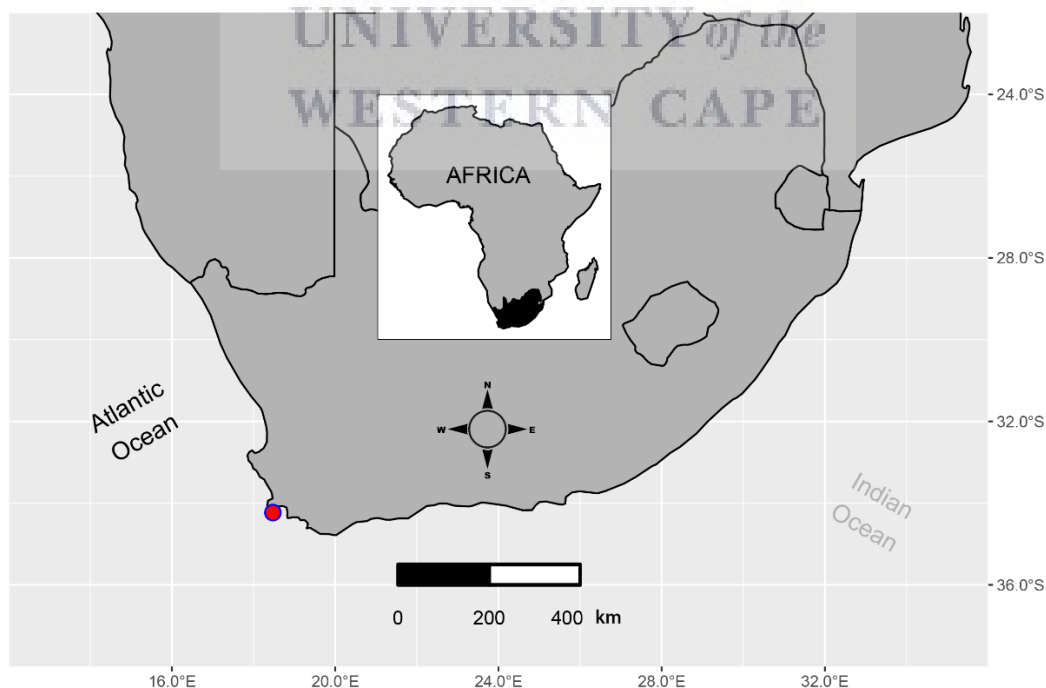 UNIVERSITY of the
WESTERN CAPE
AFRICA
24.0°S
28.0°S
32.0°S
36.0°S
Atlantic
Ocean
N
W E
S
Indian
Ocean
0 200 400 km
16.0°E 20.0°E 24.0°E 28.0°E 32.0°E